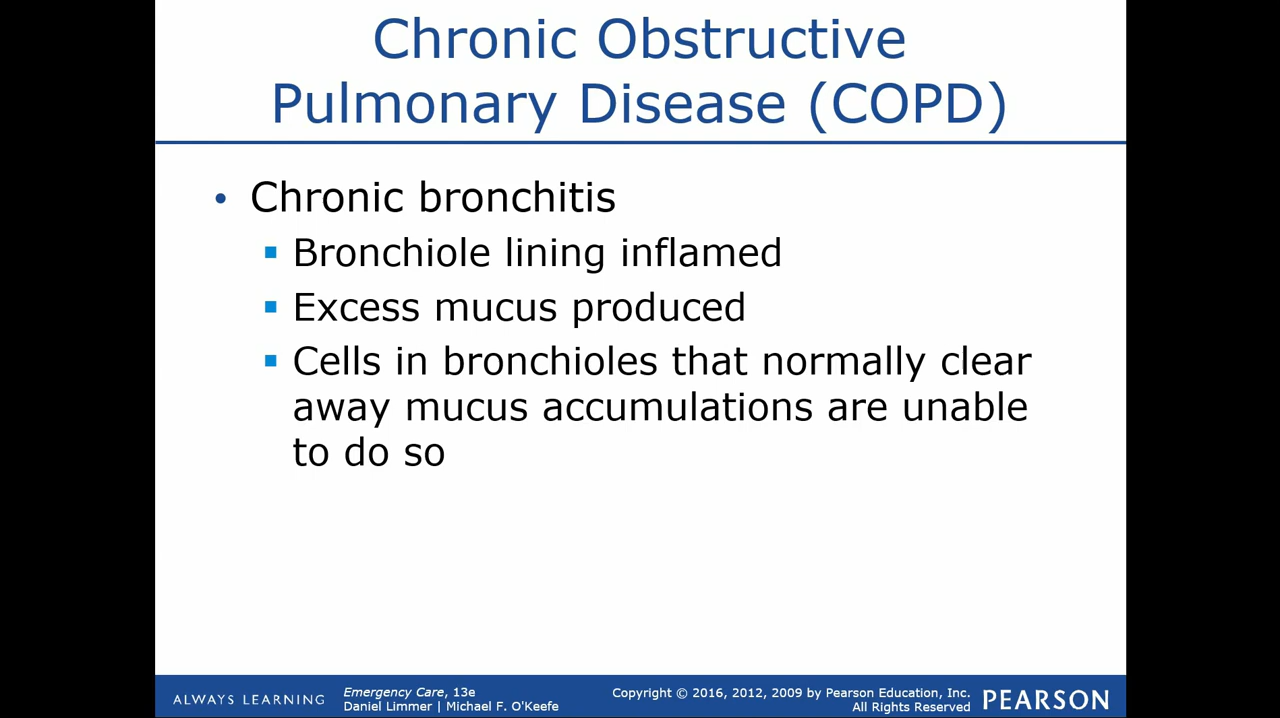 Chronic Obstructive
Pulmonary Disease (COPD)
• Chronic bronchitis
▪ Bronchiole lining inflamed
▪ Excess mucus produced
▪ Cells in bronchioles that normally clear
away mucus accumulations are unable
to do so
ALWAYS LEARNING
Emergency Care, 13e
Daniel Limmer | Michael F. O'Keefe
Copyright © 2016, 2012, 2009 by Pearson Education, Inc.
All Rights Reserved
PEARSON